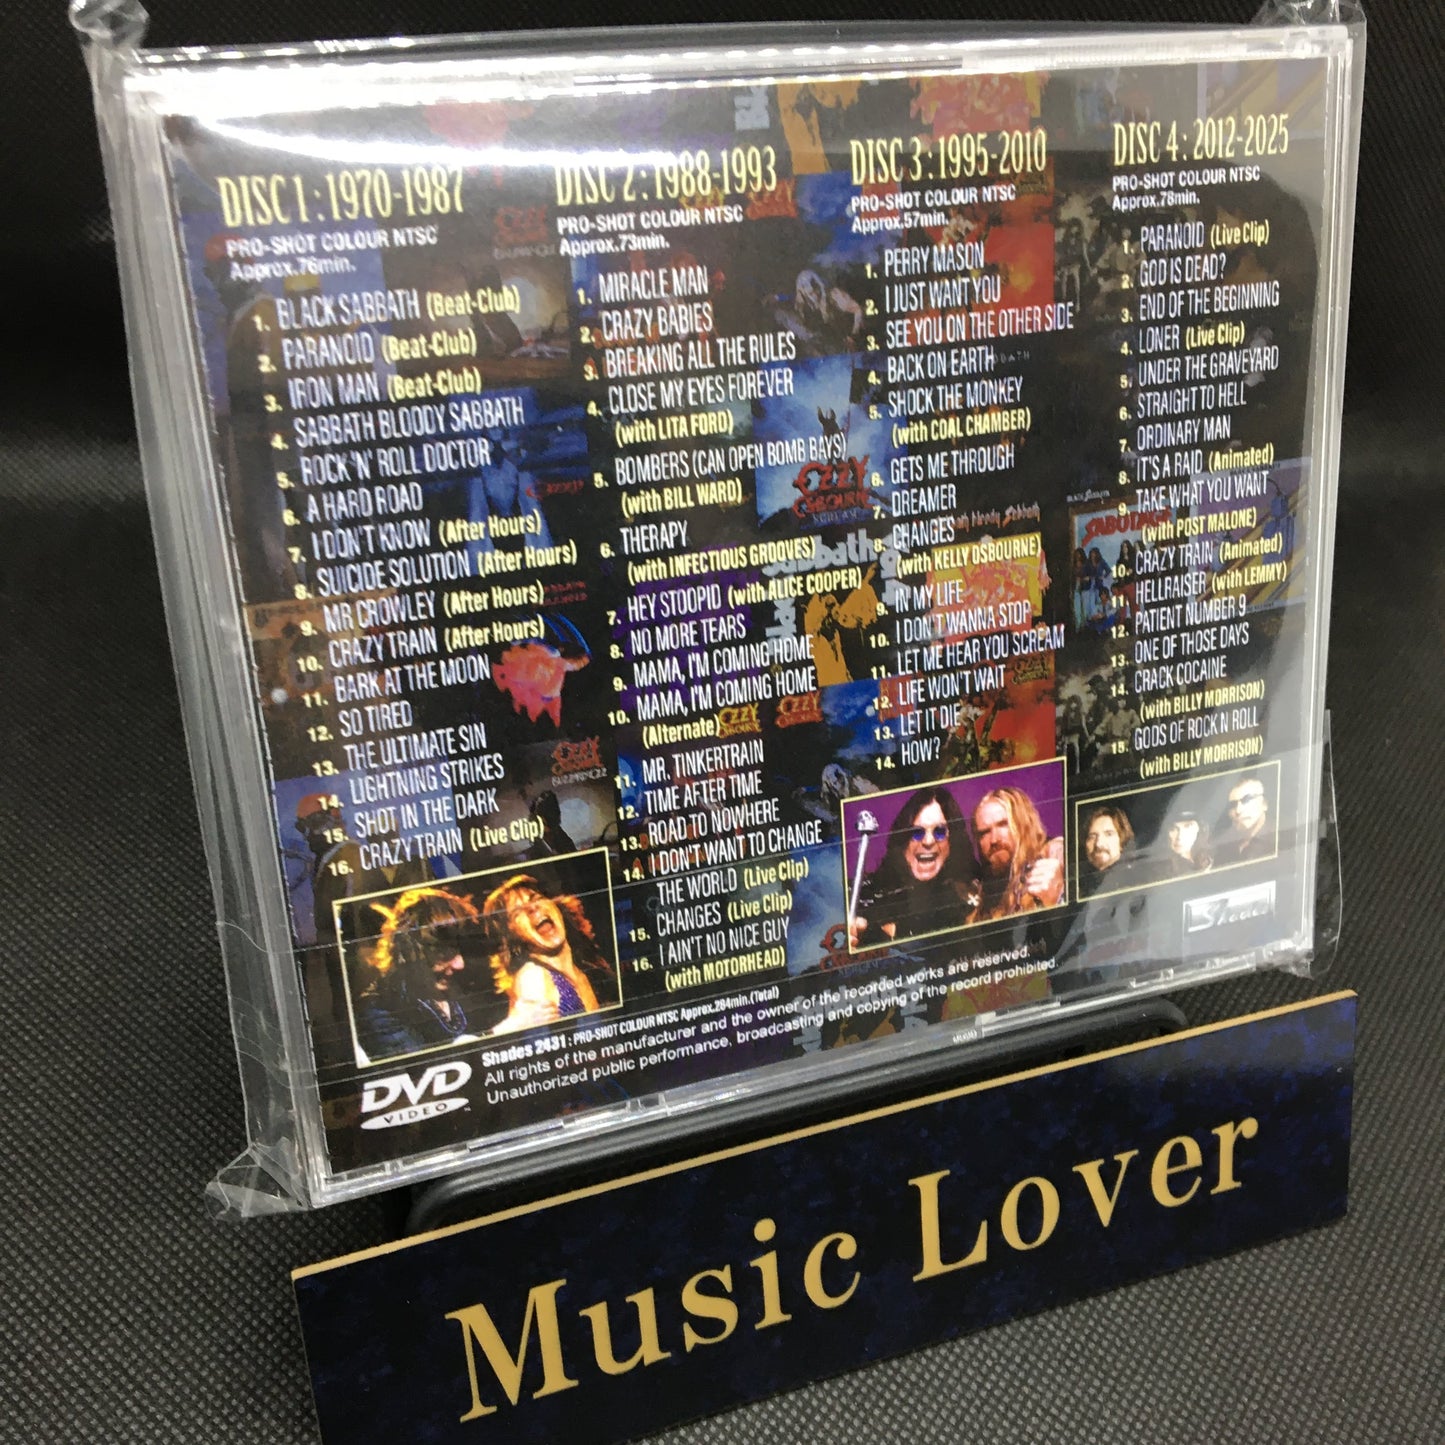 DISC 1 : 1970-1987
PRO-SHOT COLOUR NTSC
Approx.76min.
1. BLACK SABBATH (Beat-Club)
2. PARANOID (Beat-Club)
3. IRON MAN (Beat-Club)
4. SABBATH BLOODY SABBATH
5. ROCK 'N' ROLL DOCTOR
6. A HARD ROAD
7. I DON'T KNOW (After Hours)
8. SUICIDE SOLUTION (After Hours)
9. MR CROWLEY (After Hours)
10. CRAZY TRAIN (After Hours)
11. BARK AT THE MOON
12. SO TIRED
13. THE ULTIMATE SIN
14. LIGHTNING STRIKES
15. SHOT IN THE DARK
16. CRAZY TRAIN (Live Clip)
DISC 2 : 1988-1993
PRO-SHOT COLOUR NTSC
Approx.73min.
1. MIRACLE MAN
2. CRAZY BABIES
3. BREAKING ALL THE RULES
4. CLOSE MY EYES FOREVER
(with LITA FORD)
5. BOMBERS (CAN OPEN BOMB BAYS)
(with BILL WARD)
6. THERAPY
(with INFECTIOUS GROOVES)
7. HEY STOOPID (with ALICE COOPER)
8. NO MORE TEARS
9. MAMA, I'M COMING HOME
10. MAMA, I'M COMING HOME
(Alternate)
11. MR. TINKERTRAIN
12. TIME AFTER TIME
13. ROAD TO NOWHERE
14. I DON'T WANT TO CHANGE
THE WORLD (Live Clip)
15. CHANGES (Live Clip)
16. I AIN'T NO NICE GUY
(with MOTORHEAD)
DISC 3 : 1995-2010
PRO-SHOT COLOUR NTSC
Approx.57min.
1. PERRY MASON
2. I JUST WANT YOU
3. SEE YOU ON THE OTHER SIDE
4. BACK ON EARTH
5. SHOCK THE MONKEY
(with COAL CHAMBER)
6. GETS ME THROUGH
7. DREAMER
8. CHANGES
(with KELLY OSBOURNE)
9. IN MY LIFE
10. I DON'T WANNA STOP
11. LET ME HEAR YOU SCREAM
12. LIFE WON'T WAIT
13. LET IT DIE
14. HOW?
DISC 4 : 2012-2025
PRO-SHOT COLOUR NTSC
Approx.78min.
1. PARANOID (Live Clip)
2. GOD IS DEAD?
3. END OF THE BEGINNING
4. LONER (Live Clip)
5. UNDER THE GRAVEYARD
6. STRAIGHT TO HELL
7. ORDINARY MAN
8. IT'S A RAID (Animated)
9. TAKE WHAT YOU WANT
(with POST MALONE)
10. CRAZY TRAIN (Animated)
11. HELLRAISER (with LEMMY)
12. PATIENT NUMBER 9
13. ONE OF THOSE DAYS
14. CRACK COCAINE
(with BILLY MORRISON)
15. GODS OF ROCK N ROLL
(with BILLY MORRISON)
Shades
DVD
VIDEO
Shades 2431 : PRO-SHOT COLOUR NTSC Approx.284min.(Total)
All rights of the manufacturer and the owner of the recorded works are reserved.
Unauthorized public performance, broadcasting and copying of the record prohibited.
Music Lover